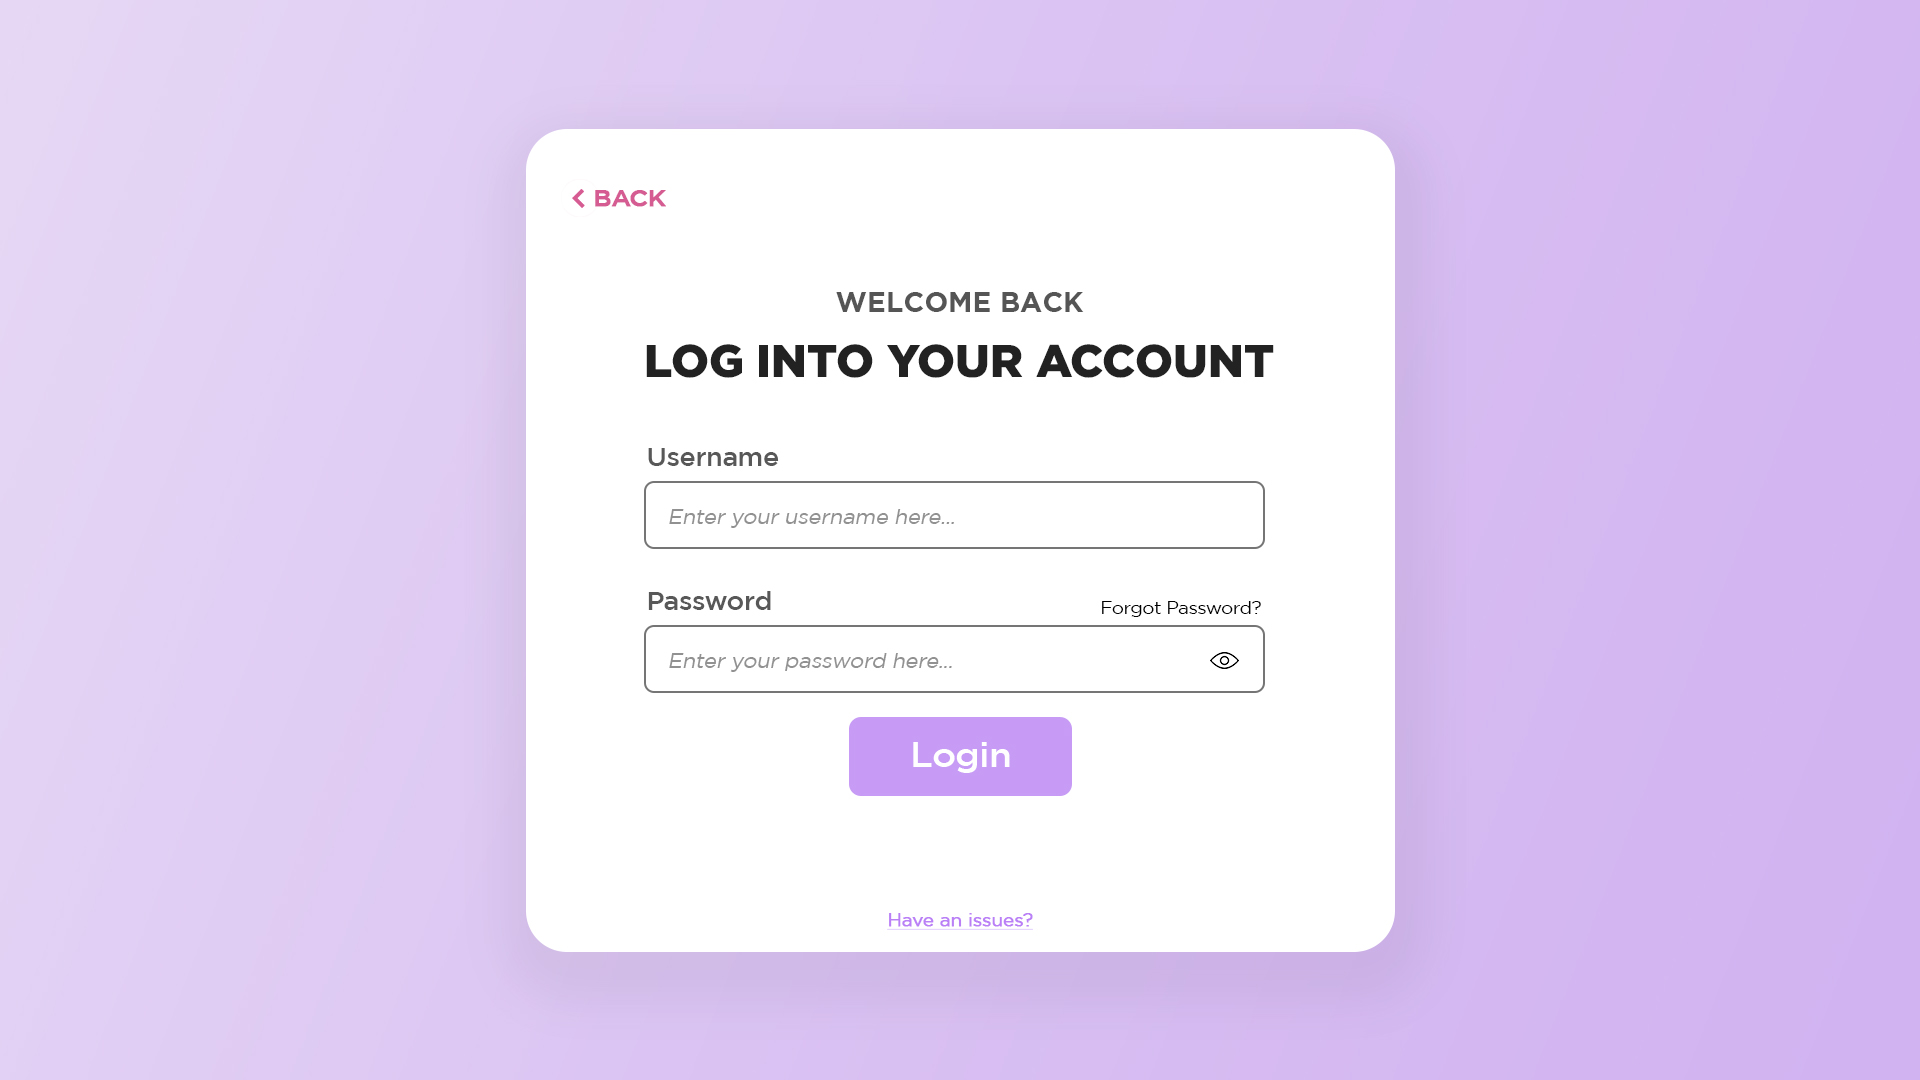 BACK
WELCOME BACK
LOG INTO YOUR ACCOUNT
Username
Enter your username here...
Password
Forgot Password?
Enter your password here...
Login
Have an issues?